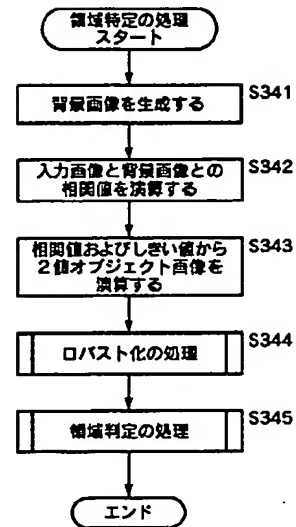 領域特定の処理
スタート
背景画像を生成する
S341
入力画像と背景画像との
相関値を演算する
S342
相関値およびしきい値から
2値オブジェクト画像を
演算する
S343
ロバスト化の処理
S344
領域判定の処理
S345
エンド